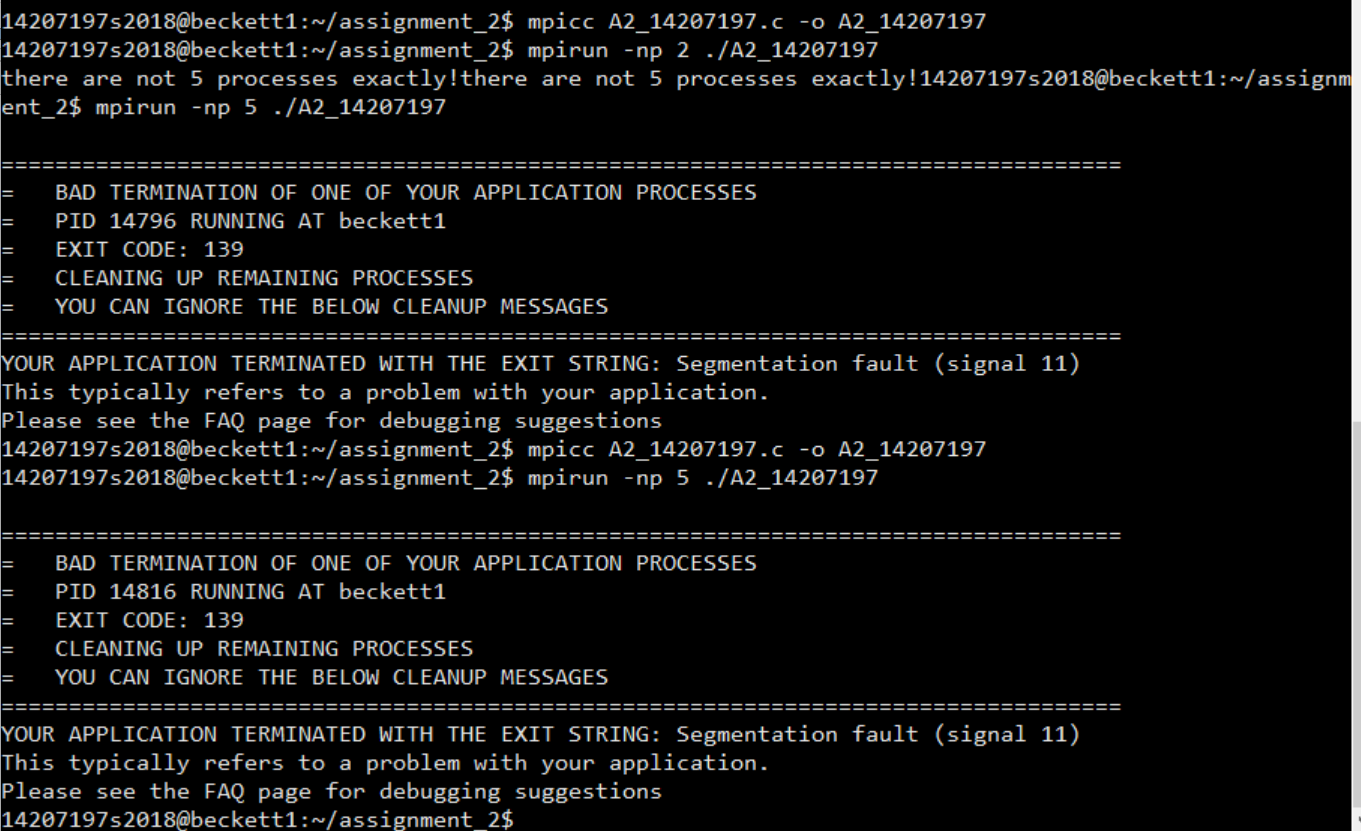 14207197s2018@beckett1:~/assignment_2$ mpicc A2_14207197.c -o A2_14207197
14207197s2018@beckett1:~/assignment_2$ mpirun -np 2 ./A2_14207197
there are not 5 processes exactly!there are not 5 processes exactly!14207197s2018@beckett1:~/assignm
ent_2$ mpirun -np 5 ./A2_14207197

===================================================================================
=   BAD TERMINATION OF ONE OF YOUR APPLICATION PROCESSES
=   PID 14796 RUNNING AT beckett1
=   EXIT CODE: 139
=   CLEANING UP REMAINING PROCESSES
=   YOU CAN IGNORE THE BELOW CLEANUP MESSAGES
===================================================================================
YOUR APPLICATION TERMINATED WITH THE EXIT STRING: Segmentation fault (signal 11)
This typically refers to a problem with your application.
Please see the FAQ page for debugging suggestions
14207197s2018@beckett1:~/assignment_2$ mpicc A2_14207197.c -o A2_14207197
14207197s2018@beckett1:~/assignment_2$ mpirun -np 5 ./A2_14207197

===================================================================================
=   BAD TERMINATION OF ONE OF YOUR APPLICATION PROCESSES
=   PID 14816 RUNNING AT beckett1
=   EXIT CODE: 139
=   CLEANING UP REMAINING PROCESSES
=   YOU CAN IGNORE THE BELOW CLEANUP MESSAGES
===================================================================================
YOUR APPLICATION TERMINATED WITH THE EXIT STRING: Segmentation fault (signal 11)
This typically refers to a problem with your application.
Please see the FAQ page for debugging suggestions
14207197s2018@beckett1:~/assignment_2$